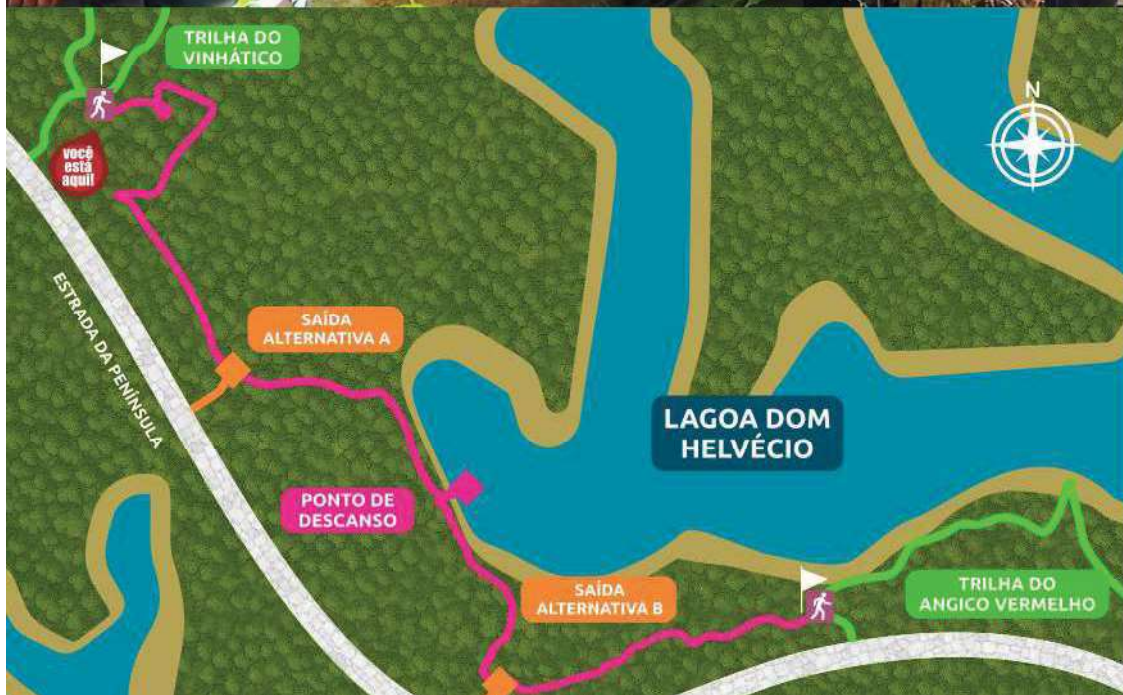 TRILHA DO
VINHÁTICO
N
você
está
aqui!
ESTRADA DA PENÍNSULA
SAÍDA
ALTERNATIVA A
LAGOA DOM
HELVÉCIO
PONTO DE
DESCANSO
SAÍDA
ALTERNATIVA B
TRILHA DO
ANGICO VERMELHO